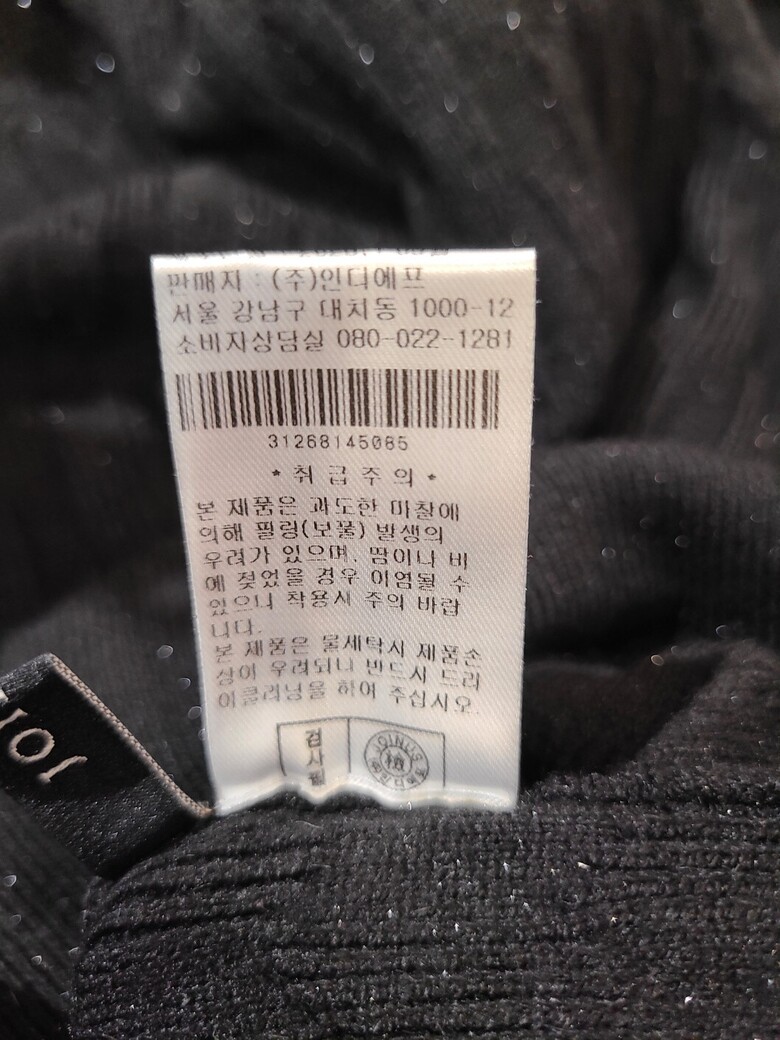 판매자 : (주)인디에프
서울 강남구 대치동 1000-12
소비자상담실 080-022-1281
31268145085
* 취 급 주 의 *
본 제품은 과도한 마찰에
의해 필링(보풀) 발생의
우려가 있으며, 땀이나 비
에 젖었을 경우 이염될 수
있으니 착용시 주의 바랍
니다.
본 제품은 물세탁시 제품손
상이 우려되니 반드시 드라
이클리닝을 하여 주십시오.
검사필
JOINUS